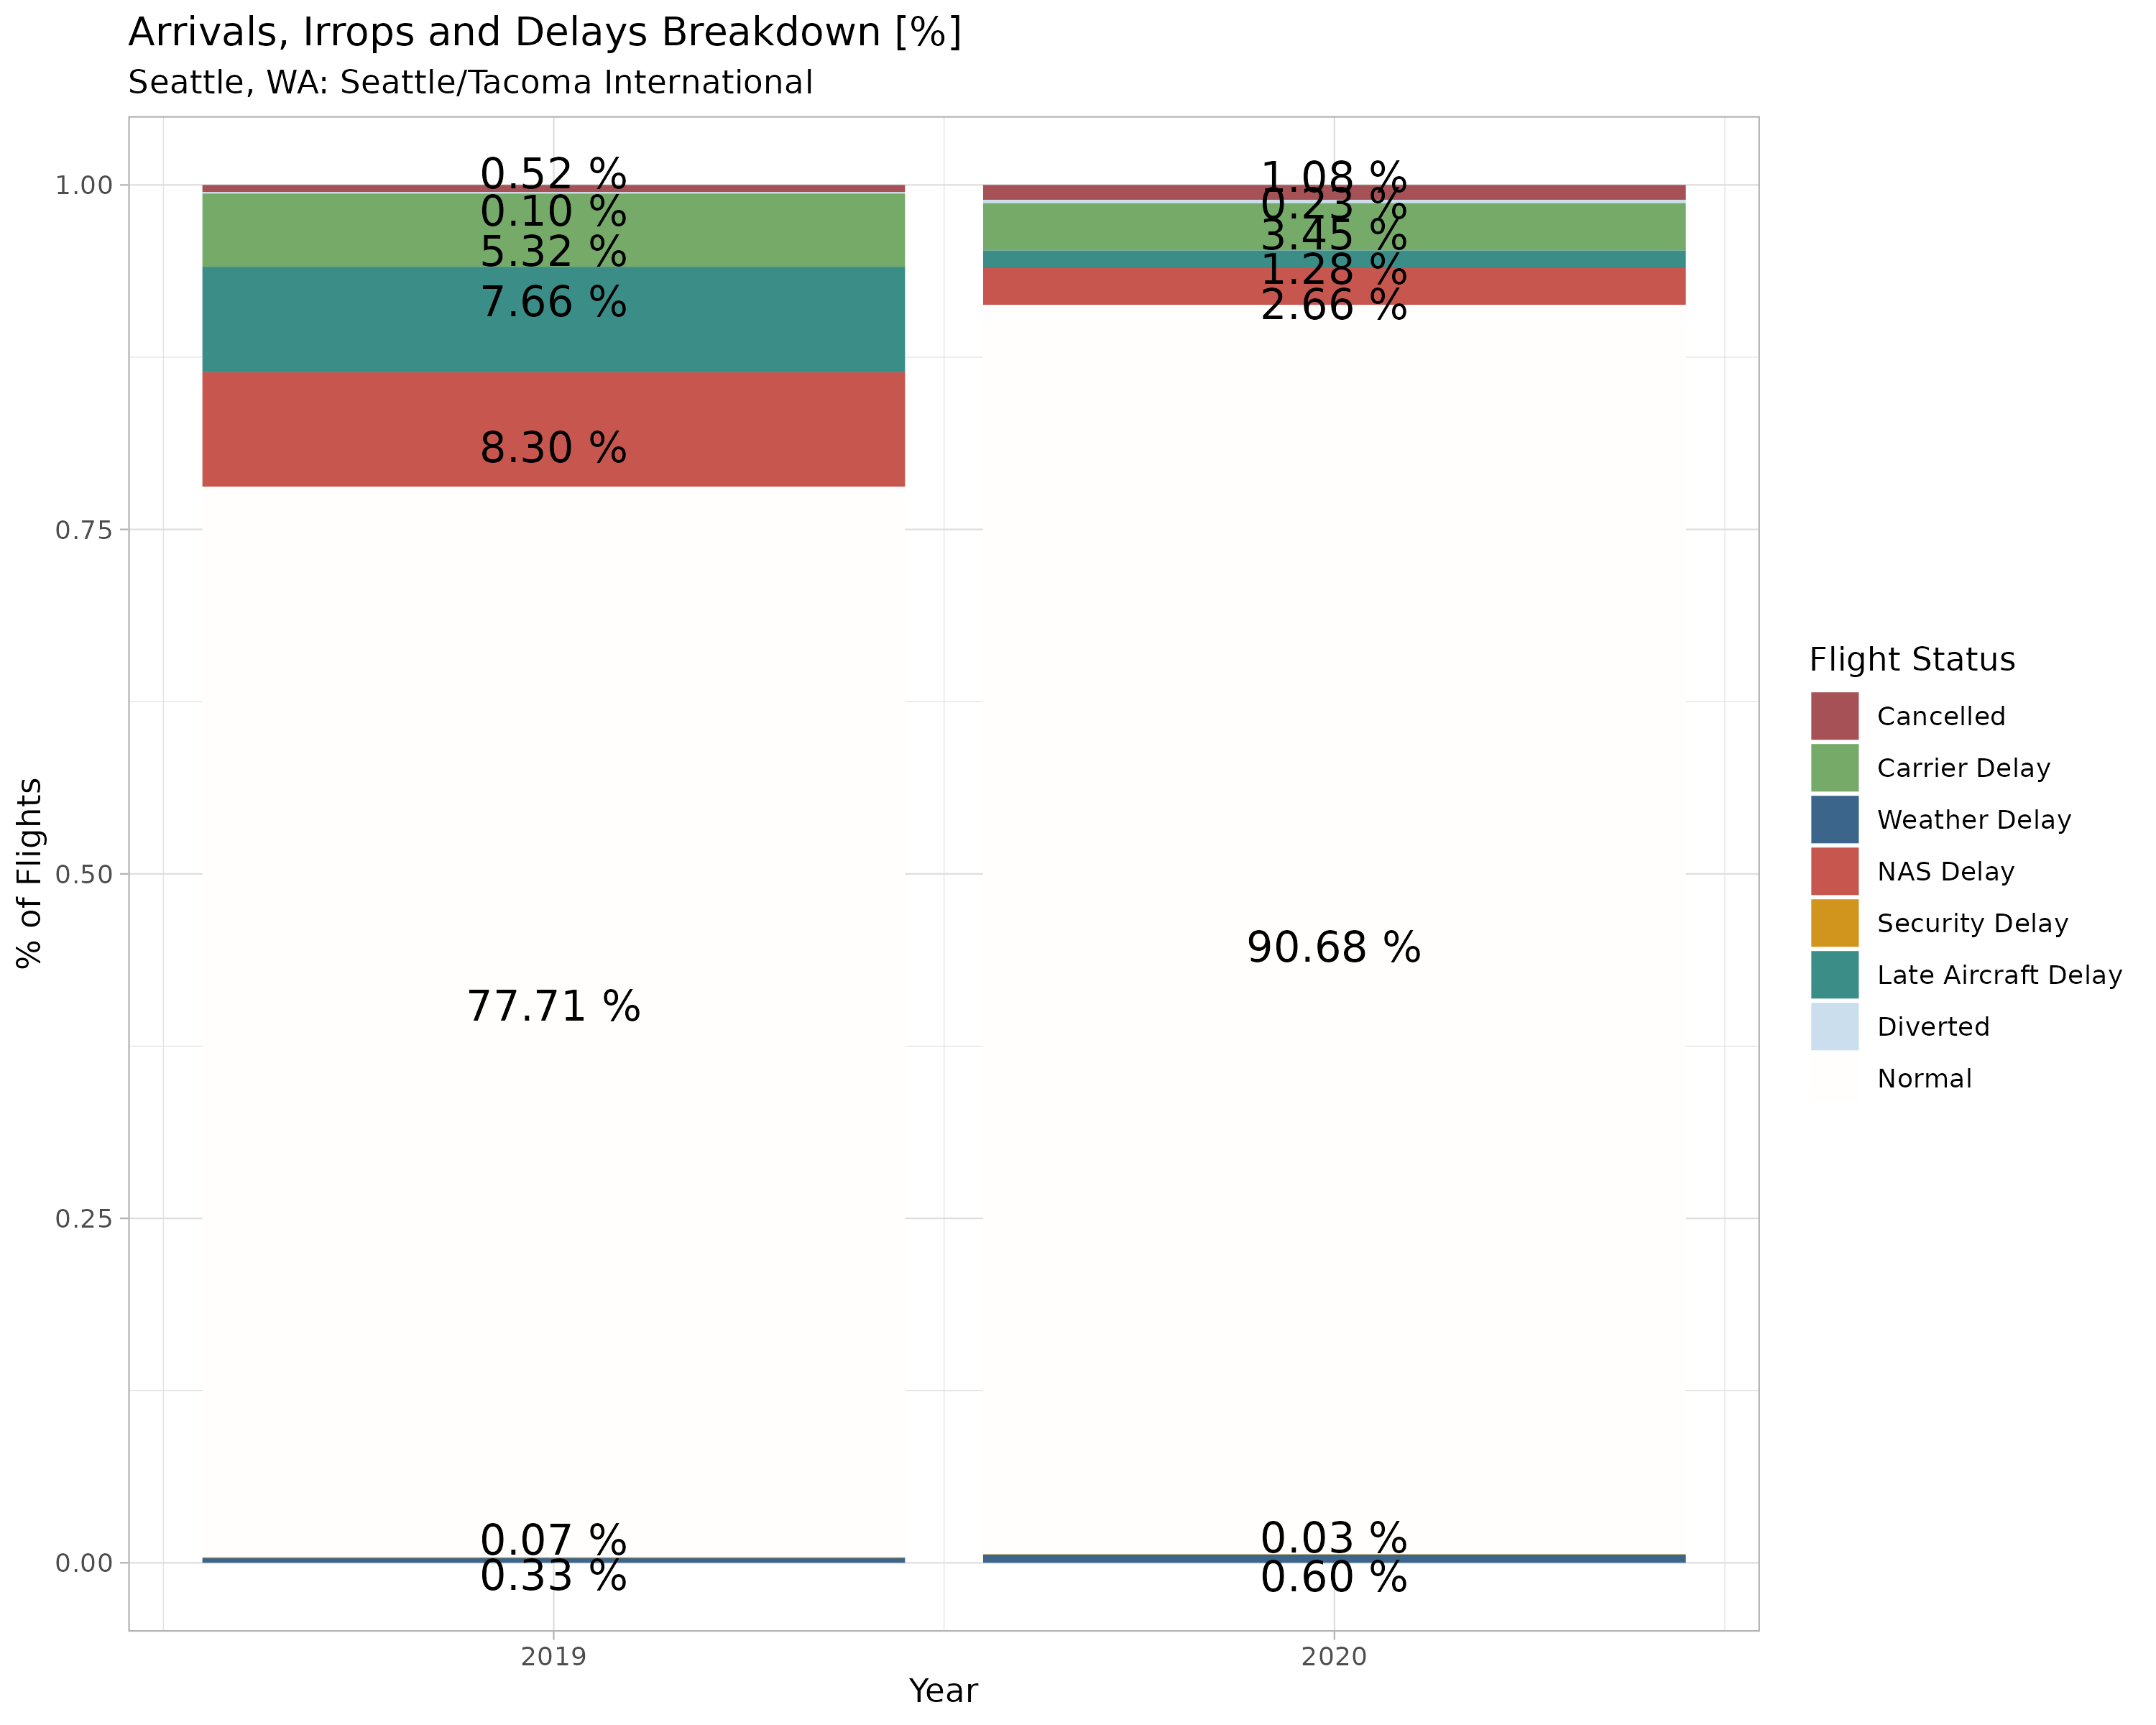 Arrivals, Irrops and Delays Breakdown [%]
Seattle, WA: Seattle/Tacoma International
% of Flights
1.00
0.75
0.50
0.25
0.00
0.52 %
0.10 %
5.32 %
7.66 %
8.30 %
77.71 %
0.07 %
0.33 %
1.08 %
0.23 %
3.45 %
1.28 %
2.66 %
90.68 %
0.03 %
0.60 %
2019
2020
Year
Flight Status
Cancelled
Carrier Delay
Weather Delay
NAS Delay
Security Delay
Late Aircraft Delay
Diverted
Normal